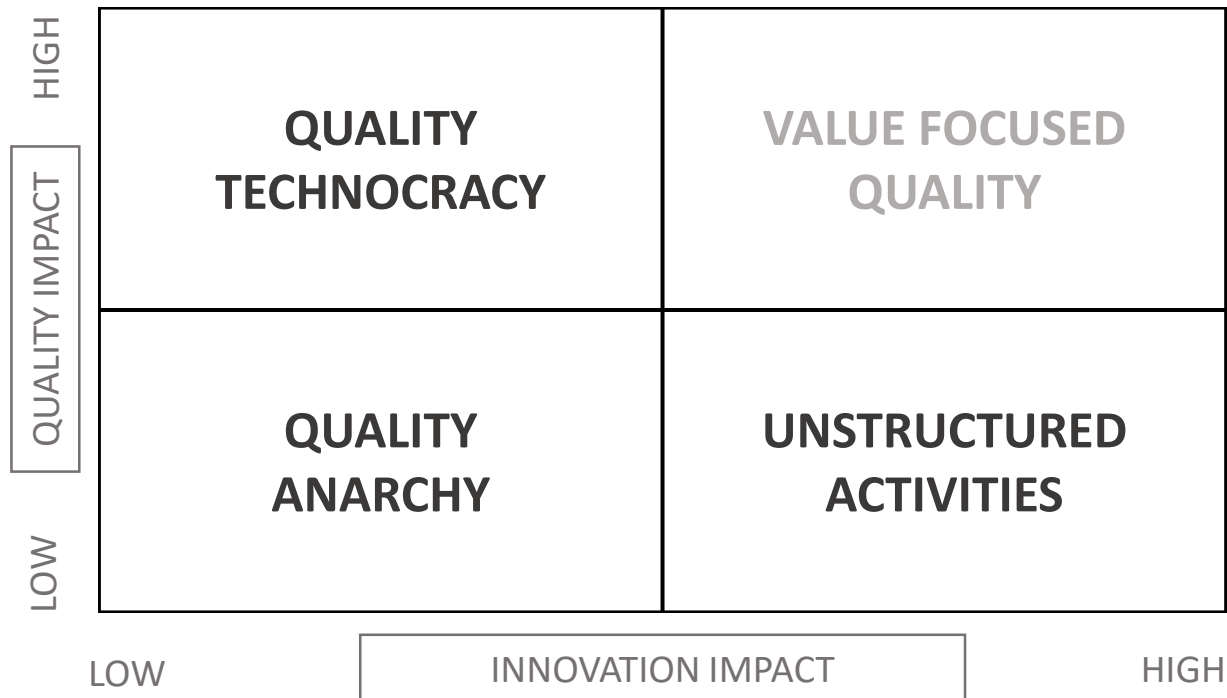 HIGH
QUALITY
TECHNOCRACY
VALUE FOCUSED
QUALITY
QUALITY IMPACT
QUALITY
ANARCHY
UNSTRUCTURED
ACTIVITIES
LOW
LOW
INNOVATION IMPACT
HIGH